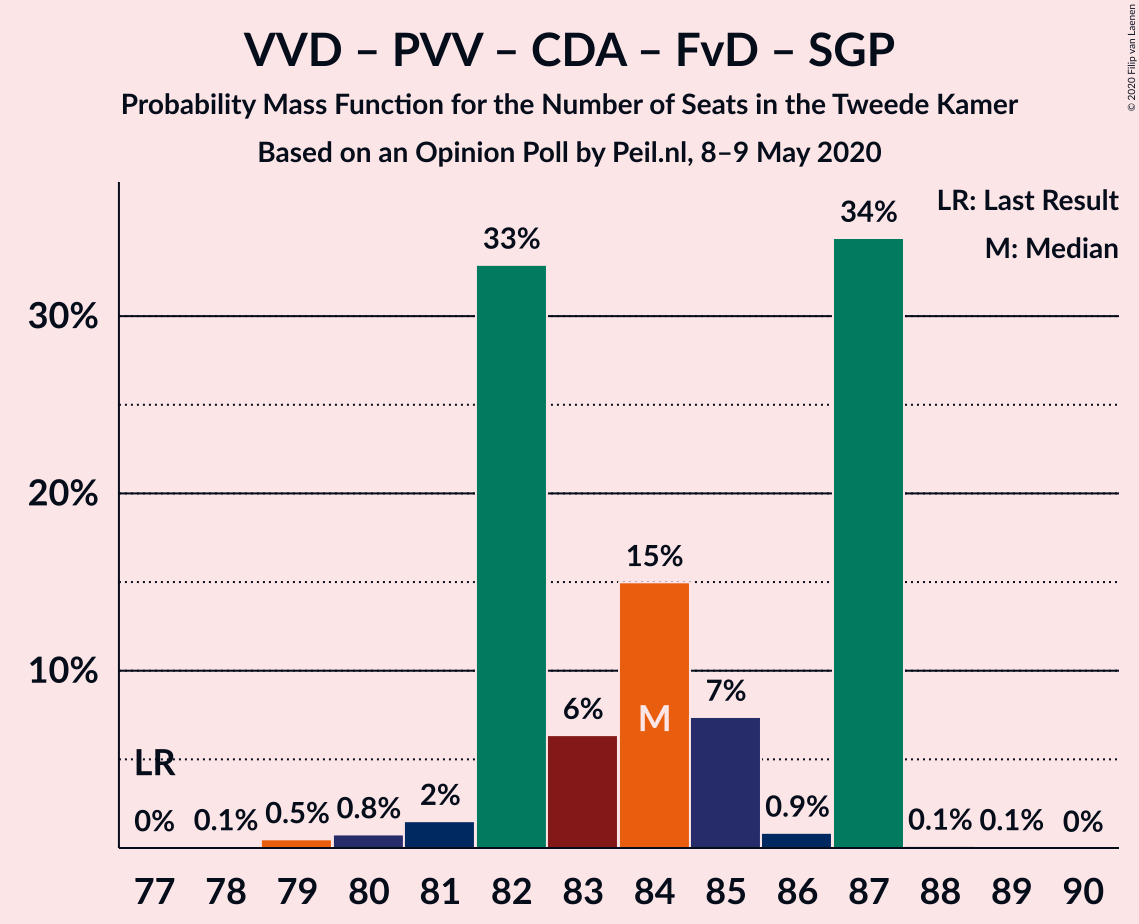 VVD – PVV – CDA – FvD – SGP
Probability Mass Function for the Number of Seats in the Tweede Kamer
Based on an Opinion Poll by Peil.nl, 8–9 May 2020
© 2020 Filip van Laenen
LR: Last Result
M: Median
34%
33%
30%
20%
15%
10%
7%
6%
M
LR
2%
0% 0.1% 0.5% 0.8% 0.9% 0.1% 0.1% 0%
77 78 79 80 81 82 83 84 85 86 87 88 89 90